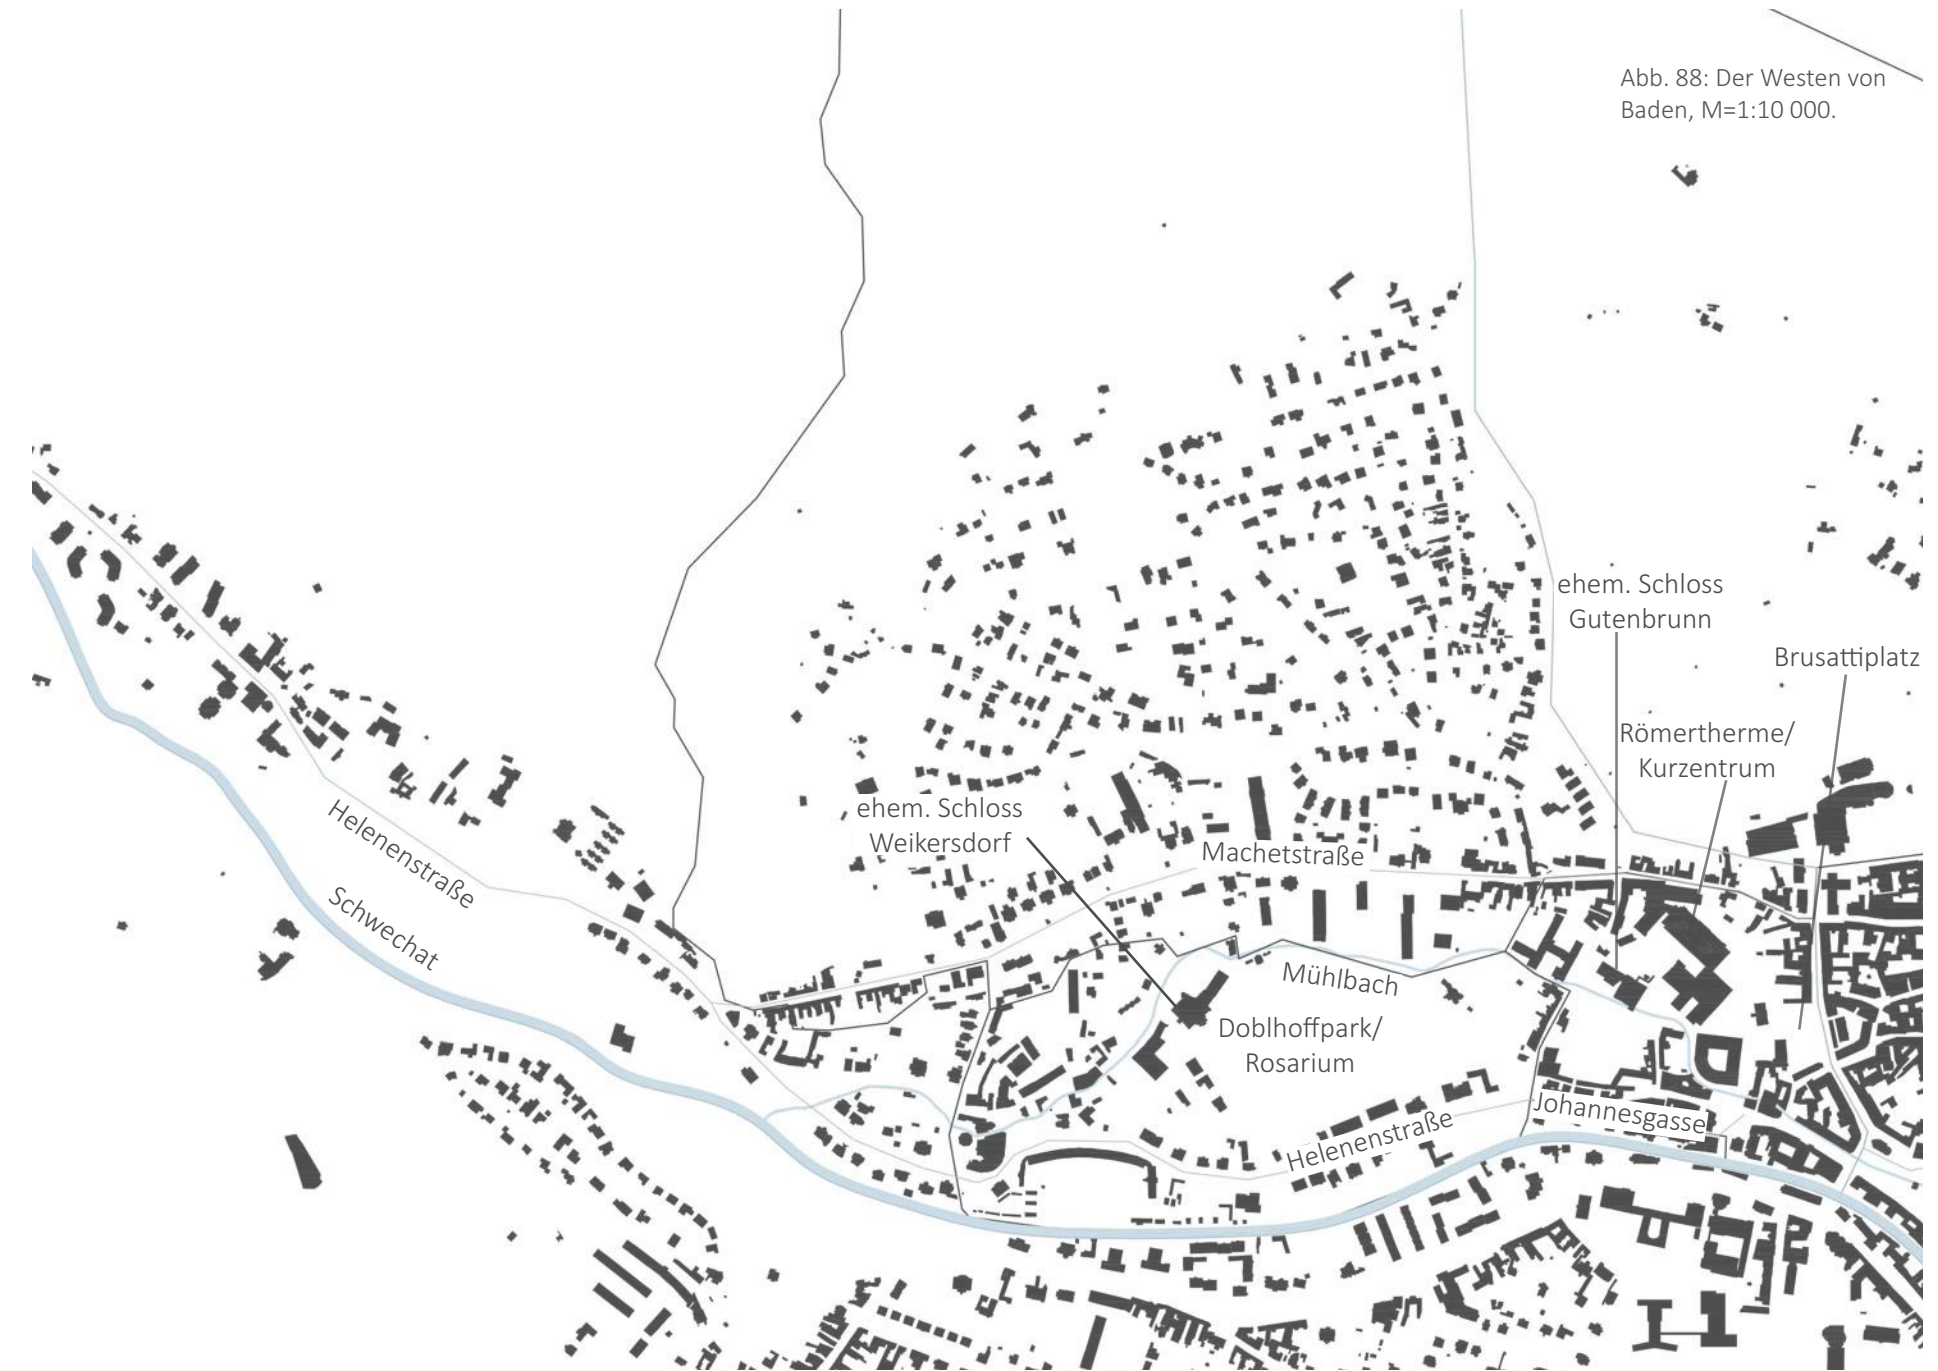 Abb. 88: Der Westen von
Baden, M=1:10 000.
ehem. Schloss
Gutenbrunn
Brusattiplatz
Römertherme/
Kurzentrum
ehem. Schloss
Weikersdorf
Machetstraße
Helenenstraße
Schwechat
Mühlbach
Doblhoffpark/
Rosarium
Helenenstraße
Johannesgasse